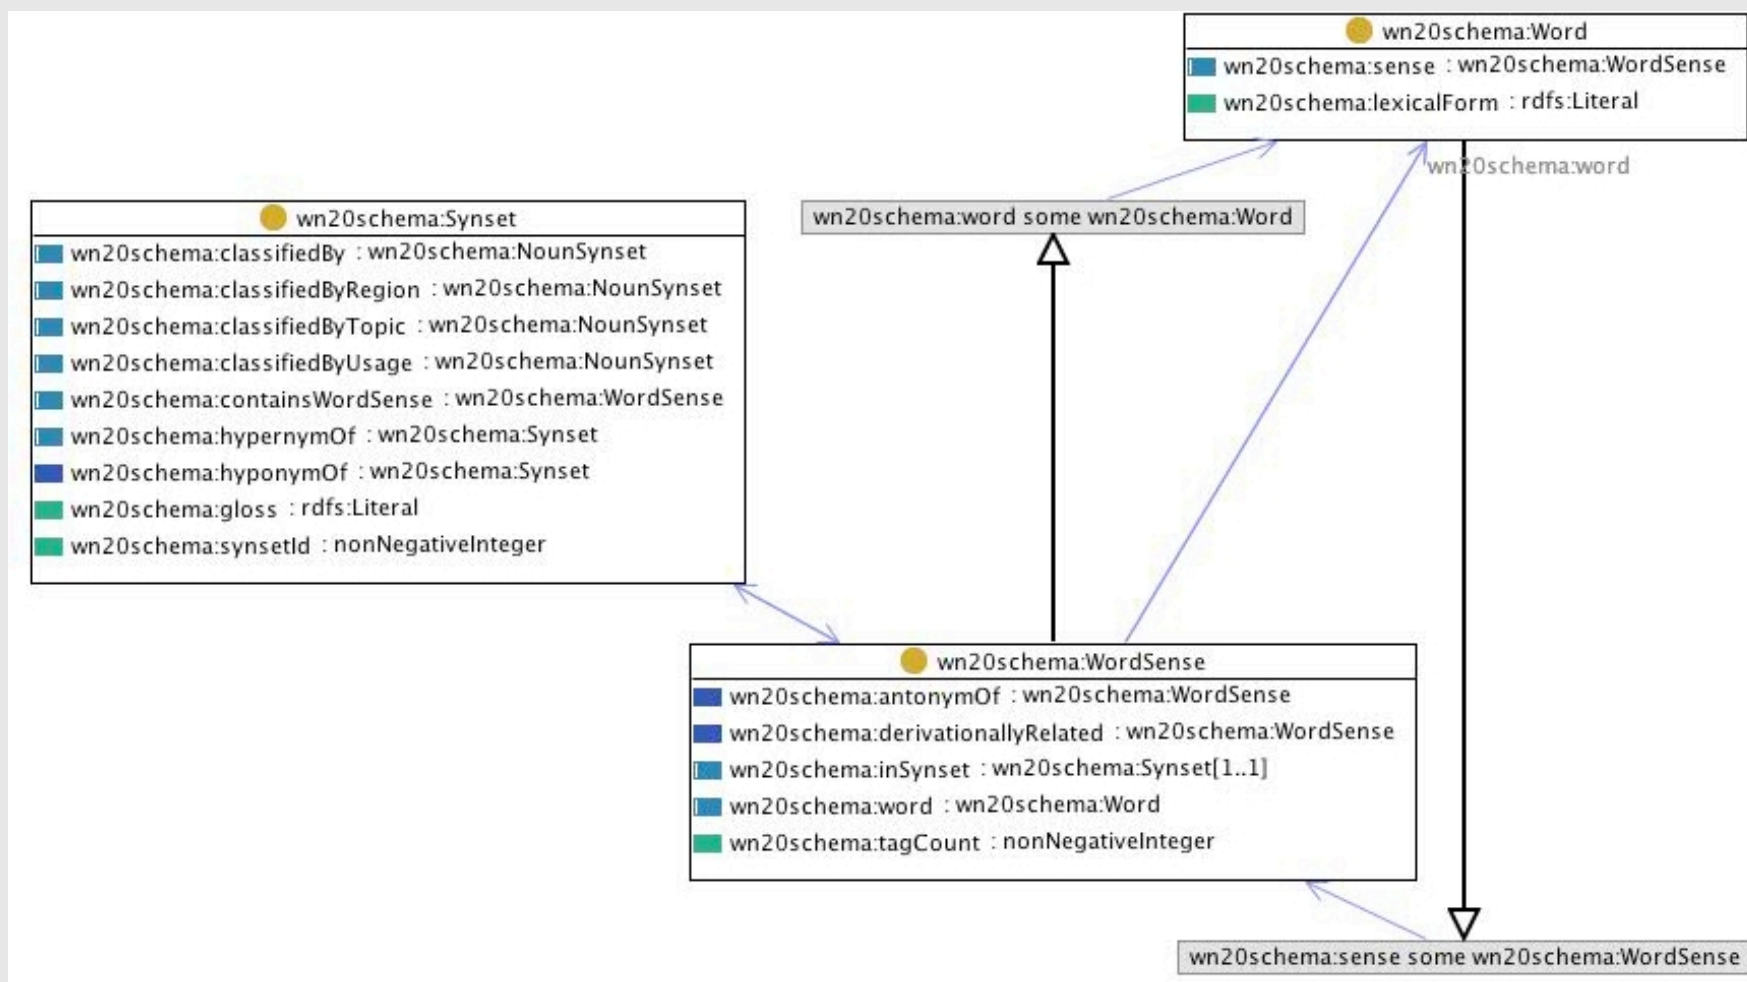 wn20schema:Word
wn20schema:sense : wn20schema:WordSense
wn20schema:lexicalForm : rdfs:Literal
wn20schema:word
wn20schema:word some wn20schema:Word
wn20schema:Synset
wn20schema:classifiedBy : wn20schema:NounSynset
wn20schema:classifiedByRegion : wn20schema:NounSynset
wn20schema:classifiedByTopic : wn20schema:NounSynset
wn20schema:classifiedByUsage : wn20schema:NounSynset
wn20schema:containsWordSense : wn20schema:WordSense
wn20schema:hypernymOf : wn20schema:Synset
wn20schema:hyponymOf : wn20schema:Synset
wn20schema:gloss : rdfs:Literal
wn20schema:synsetId : nonNegativeInteger
wn20schema:WordSense
wn20schema:antonymOf : wn20schema:WordSense
wn20schema:derivationallyRelated : wn20schema:WordSense
wn20schema:inSynset : wn20schema:Synset[1..1]
wn20schema:word : wn20schema:Word
wn20schema:tagCount : nonNegativeInteger
wn20schema:sense some wn20schema:WordSense